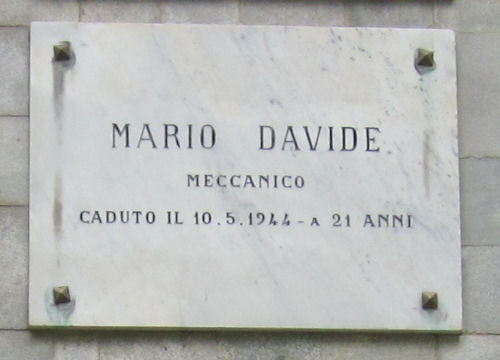 MARIO DAVIDE
MECCANICO
CADUTO IL 10.5.1944 - A 21 ANNI